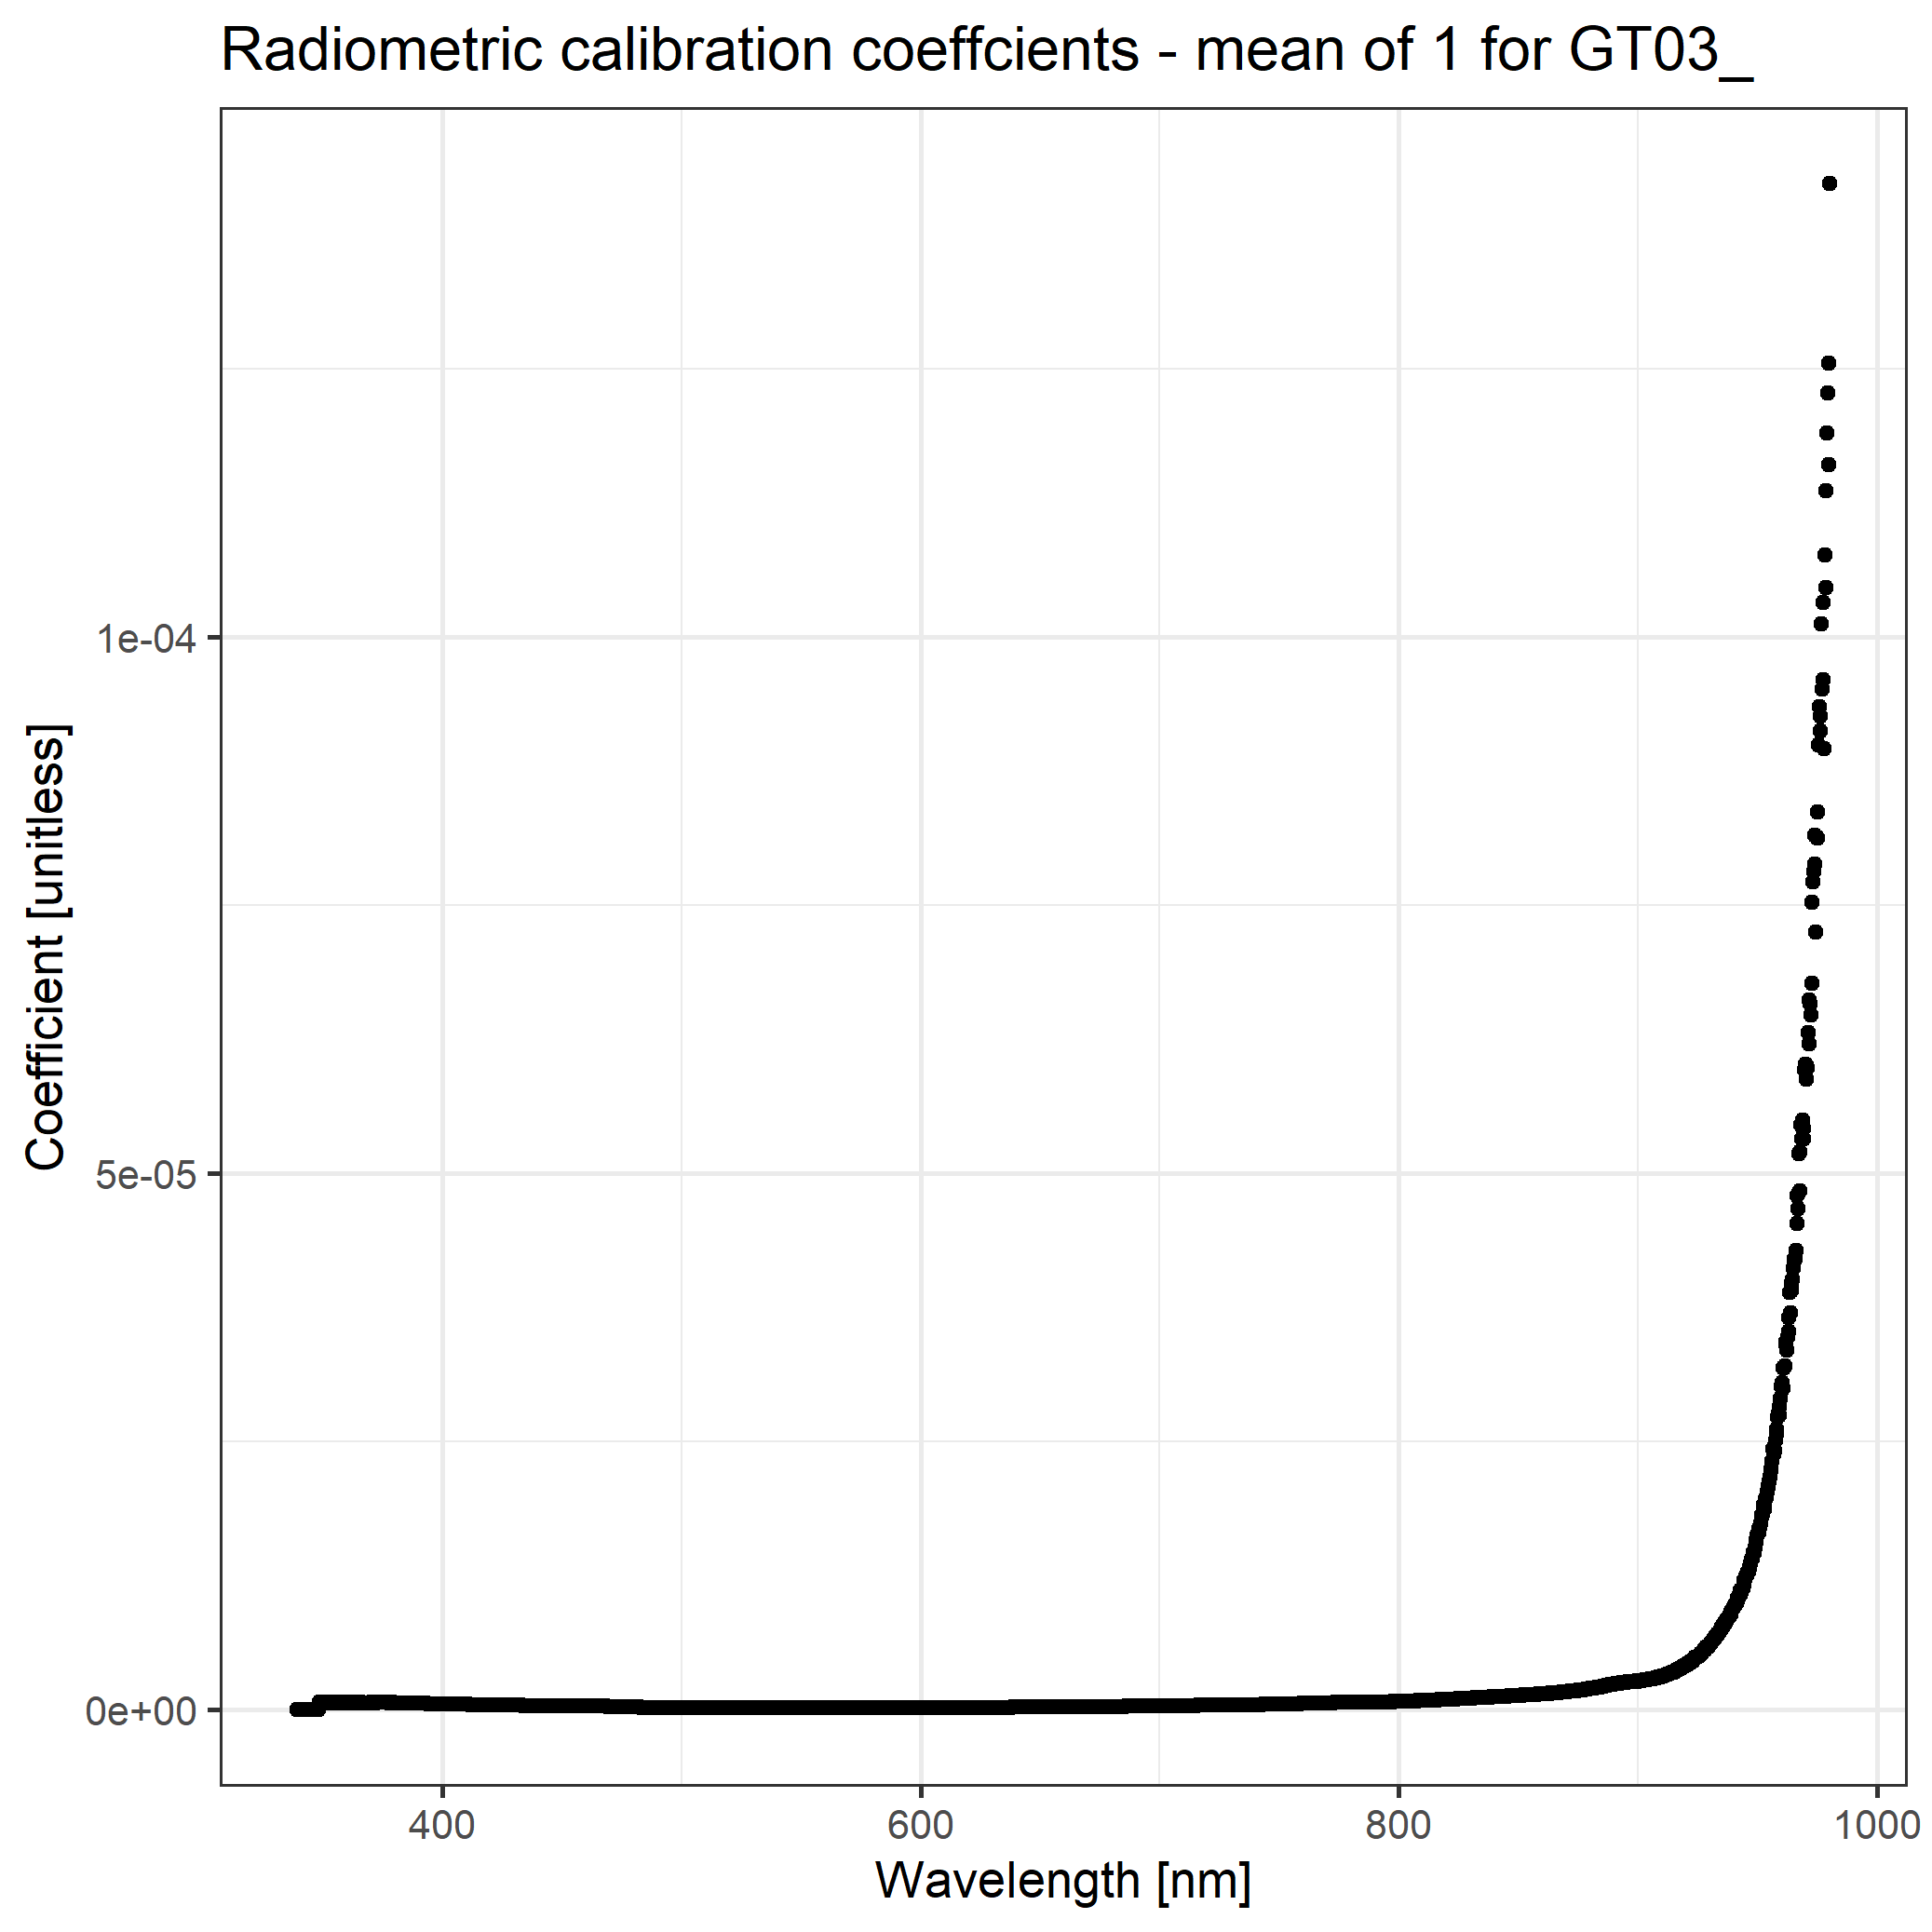 Radiometric calibration coeffcients - mean of 1 for GT03_
Coefficient [unitless]
1e-04
5e-05
0e+00
400 600 800 1000
Wavelength [nm]